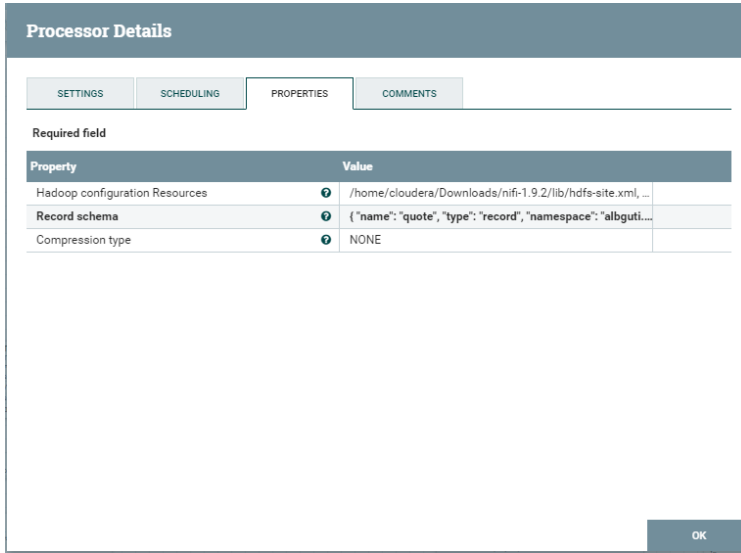 Processor Details
SETTINGS SCHEDULING PROPERTIES COMMENTS
Required field
Property Value
Hadoop configuration Resources ? /home/cloudera/Downloads/nifi-1.9.2/lib/hdfs-site.xml, ...
Record schema ? { "name": "quote", "type": "record", "namespace": "albguti....
Compression type ? NONE
OK